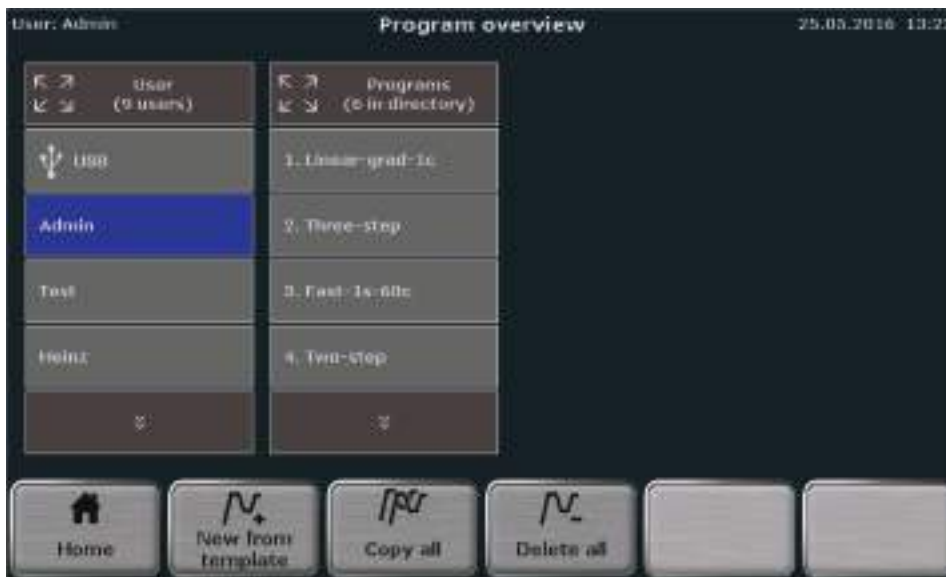 User: Admin
Program overview
25.05.2016 13:2
User
(9 users)
Programs
(6 in directory)
USB
1. Linear-grad-1c
Admin
2. Three-step
Test
3. Fast-1s-60c
Heinz
4. Two-step
Home
New from
template
Copy all
Delete all